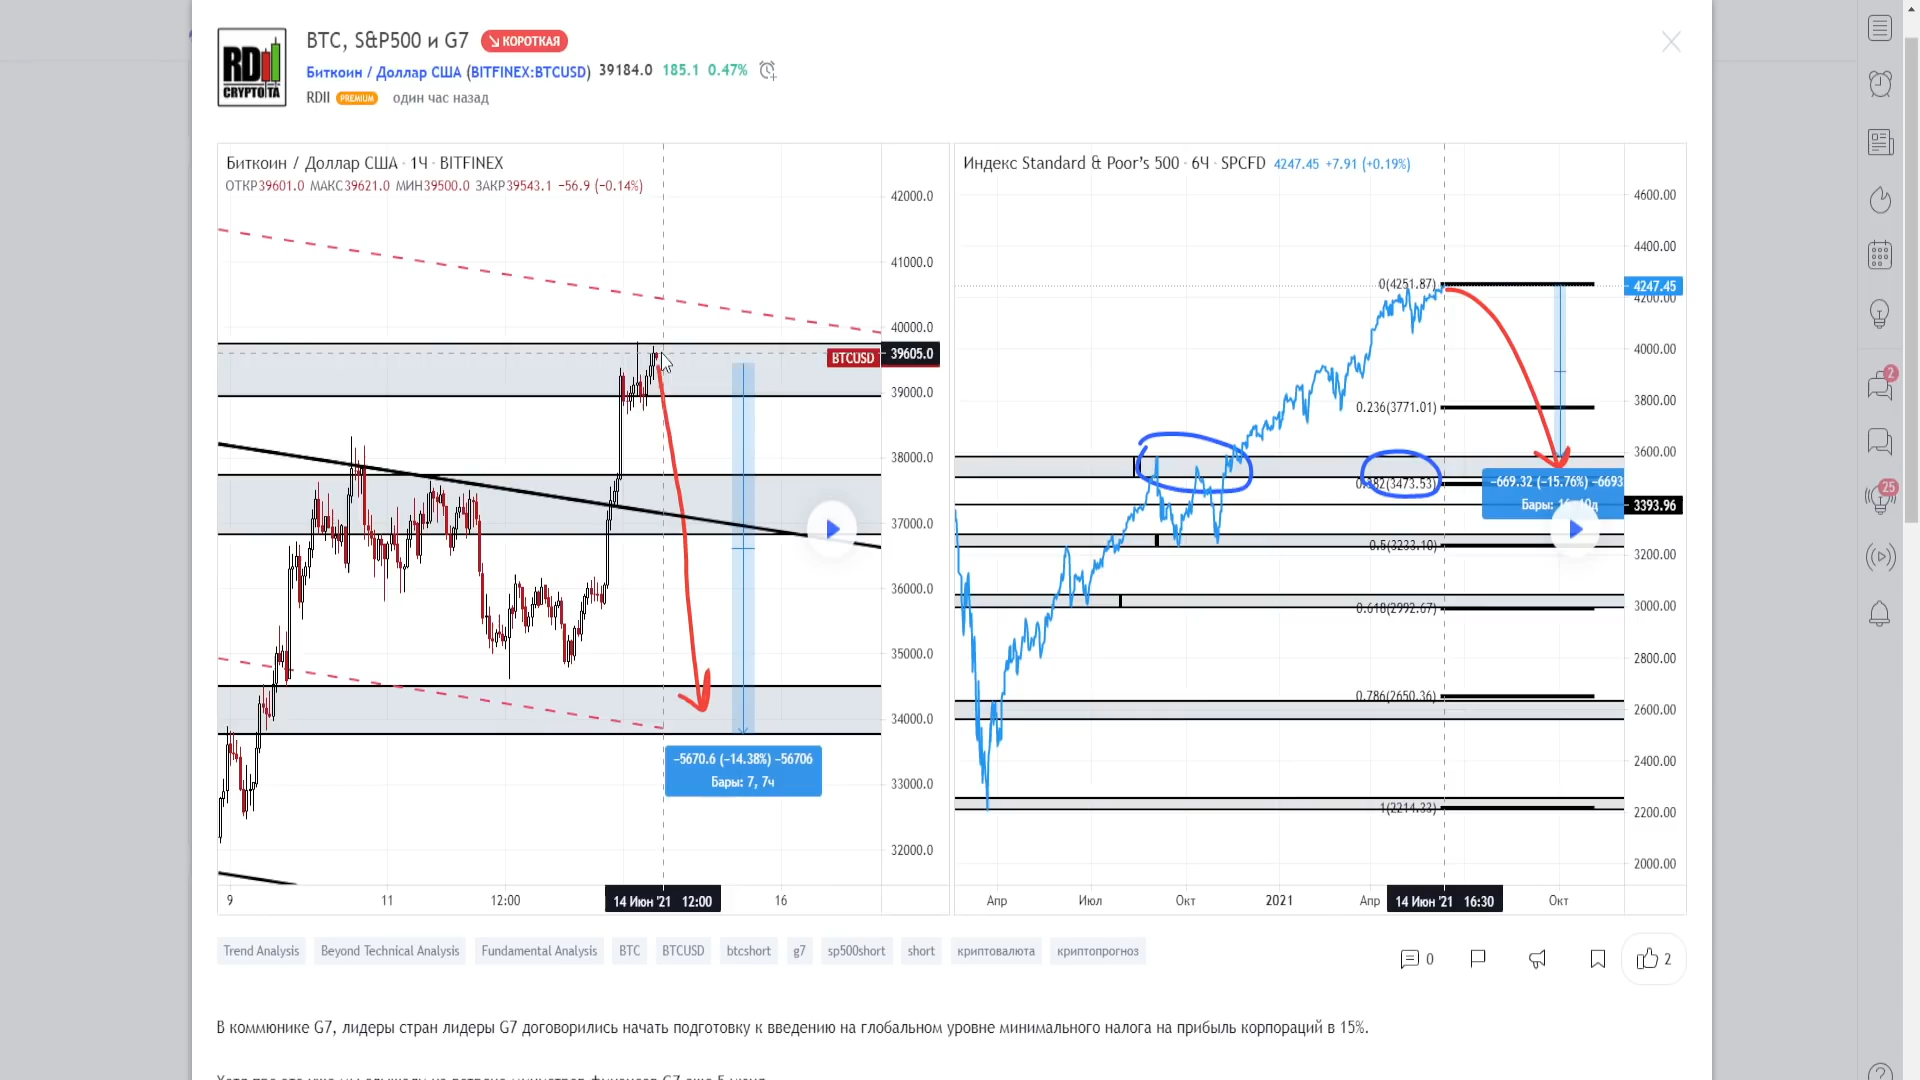 RDII
CRYPTOTA
BTC, S&P500 и G7
КОРОТКАЯ
Биткоин / Доллар США (BITFINEX:BTCUSD) 39184.0 185.1 0.47%
RDII PREMIUM один час назад
Биткоин / Доллар США · 1Ч · BITFINEX
ОТКР39601.0 МАКС39621.0 МИН39500.0 ЗАКР39543.1 −56.9 (−0.14%)
42000.0
41000.0
40000.0
BTCUSD 39605.0
39000.0
38000.0
37000.0
36000.0
35000.0
34000.0
33000.0
32000.0
−5670.6 (−14.38%) −56706
Бары: 7, 7ч
9 11 12:00 14 Июн '21 12:00 16
Индекс Standard & Poor's 500 · 6Ч · SPCFD 4247.45 +7.91 (+0.19%)
4600.00
4400.00
0(4251.87)
4247.45
4200.00
4000.00
3800.00
0.236(3771.01)
3600.00
0.382(3473.53)
−669.32 (−15.76%) −6693
Бары:
3393.96
3200.00
0.5(3233.10)
3000.00
0.618(2992.67)
2800.00
0.786(2650.36)
2600.00
2400.00
2200.00
1(2214.33)
2000.00
Апр Июл Окт 2021 Апр 14 Июн '21 16:30 Окт
Trend Analysis Beyond Technical Analysis Fundamental Analysis BTC BTCUSD btcshort g7 sp500short short криптовалюта криптопрогноз
0 2
2
25
В коммюнике G7, лидеры стран лидеры G7 договорились начать подготовку к введению на глобальном уровне минимального налога на прибыль корпораций в 15%.